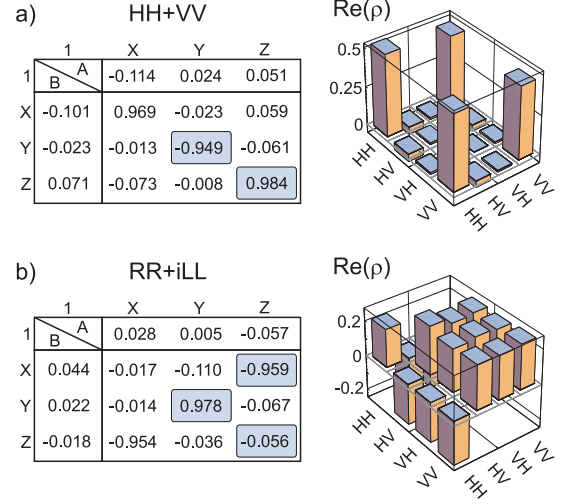 a) HH+VV
1 X Y Z
1 B A -0.114 0.024 0.051
X -0.101 0.969 -0.023 0.059
Y -0.023 -0.013 -0.949 -0.061
Z 0.071 -0.073 -0.008 0.984
Re(ρ)
0.5
0.25
0
HH HV VH VV
HH HV VH VV
b) RR+iLL
1 X Y Z
1 B A 0.028 0.005 -0.057
X 0.044 -0.017 -0.110 -0.959
Y 0.022 -0.014 0.978 -0.067
Z -0.018 -0.954 -0.036 -0.056
Re(ρ)
0.2
0
-0.2
HH HV VH VV
HH HV VH VV